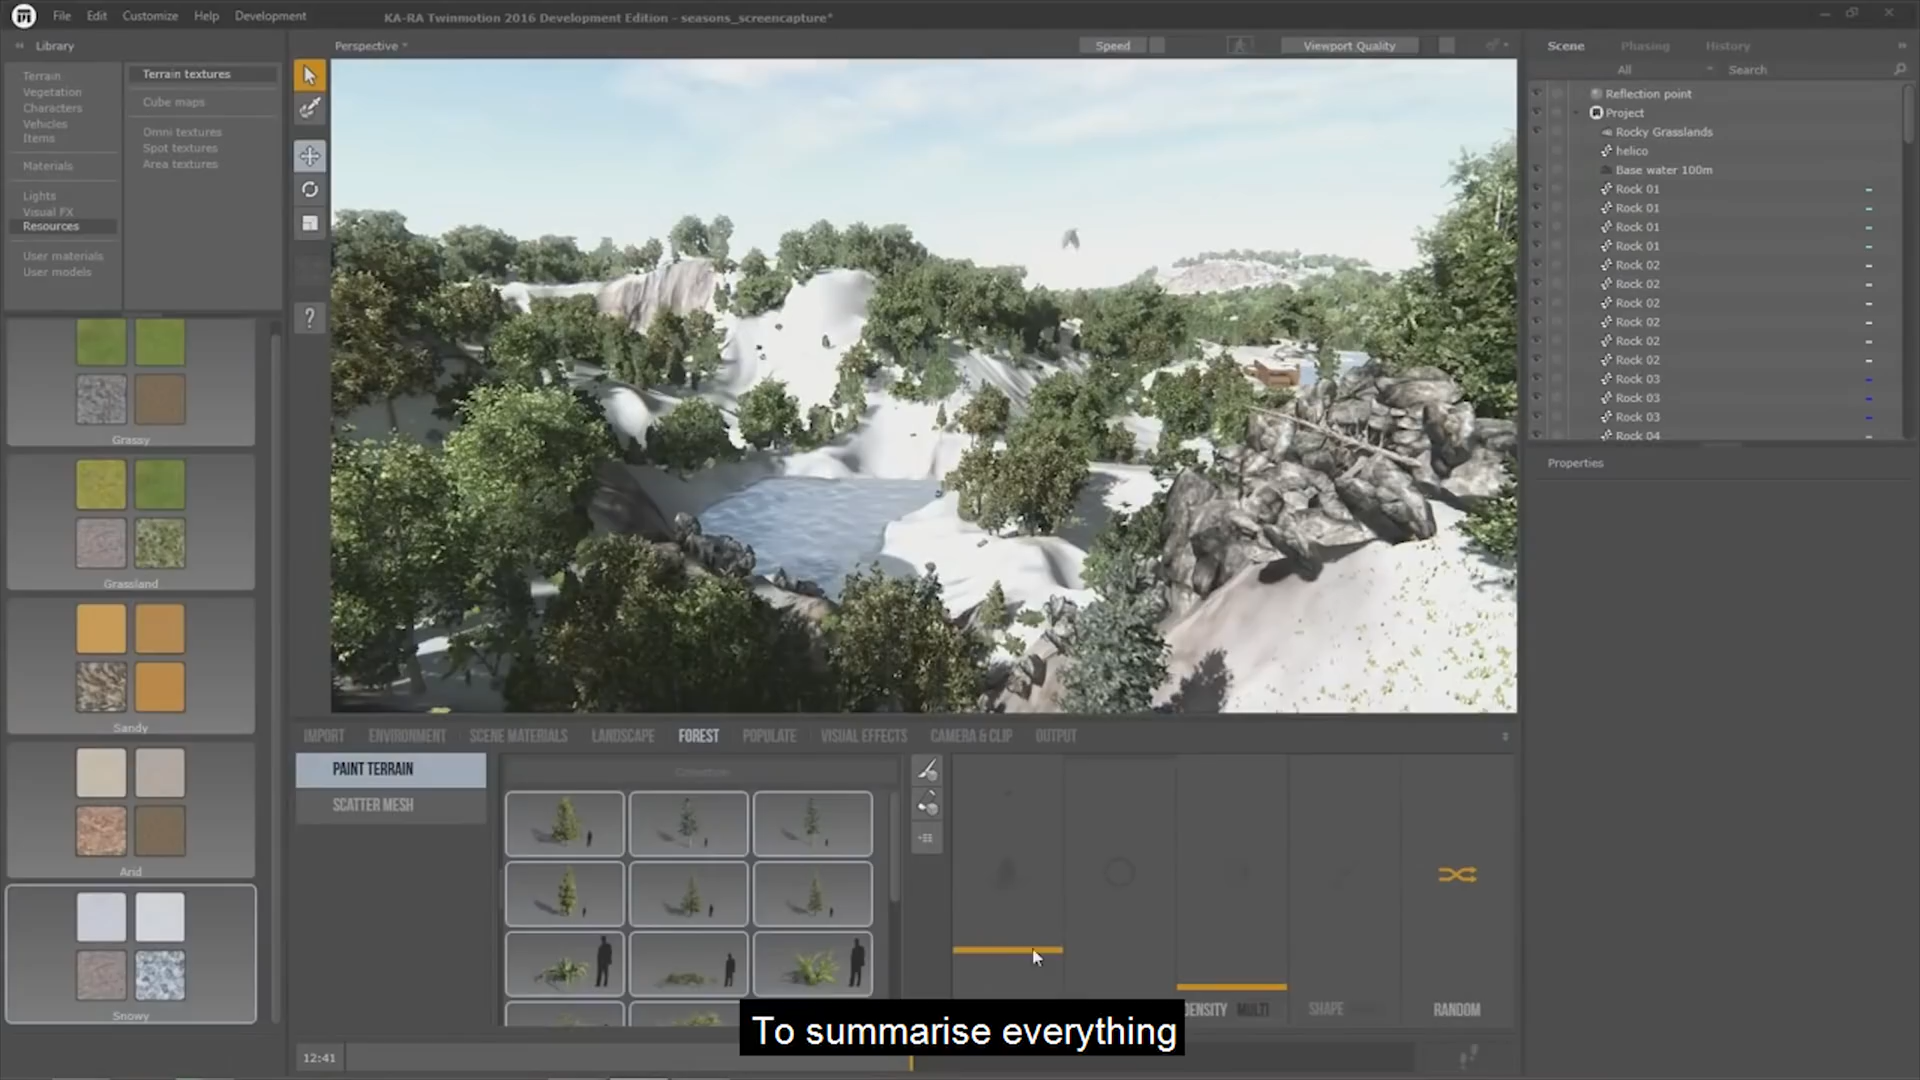 File Edit Customize Help Development
KA-RA Twinmotion 2016 Development Edition - seasons_screencapture*
Library
Terrain
Vegetation
Characters
Vehicles
Items
Materials
Lights
Visual FX
Resources
User materials
User models
Terrain textures
Cube maps
Omni textures
Spot textures
Area textures
Grassy
Grassland
Sandy
Arid
Snowy
Perspective
Speed
Viewport Quality
?
Scene Phasing History
All Search
Reflection point
Project
Rocky Grasslands
helico
Base water 100m
Rock 01
Rock 01
Rock 01
Rock 01
Rock 02
Rock 02
Rock 02
Rock 02
Rock 02
Rock 02
Rock 03
Rock 03
Rock 03
Rock 04
Properties
IMPORT ENVIRONMENT SCENE MATERIALS LANDSCAPE FOREST POPULATE VISUAL EFFECTS CAMERA & CLIP OUTPUT
PAINT TERRAIN
SCATTER MESH
DENSITY MULTI SHAPE RANDOM
To summarise everything
12:41